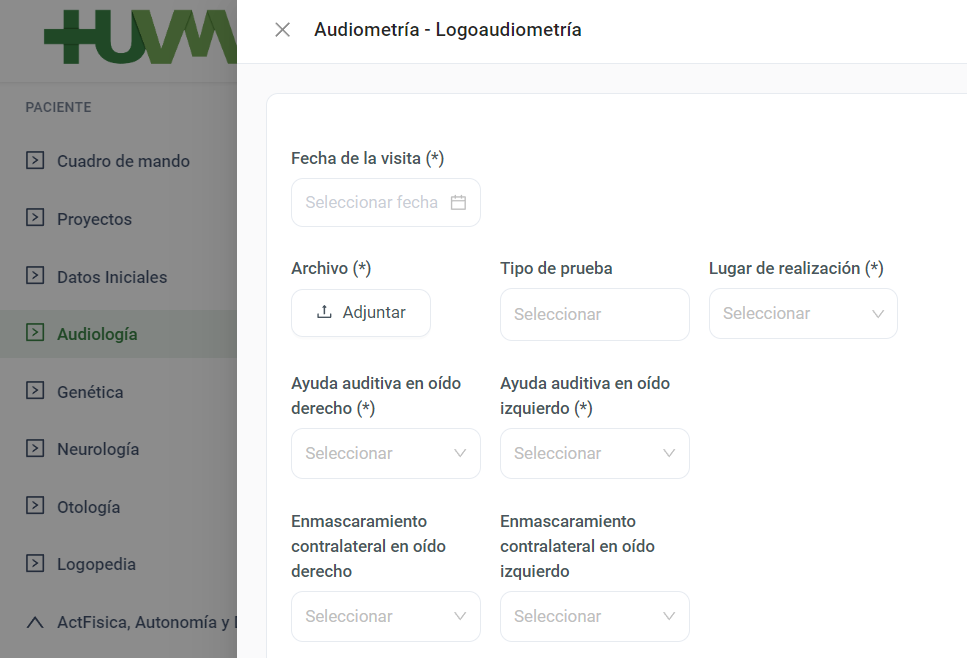 +UVM
Audiometría - Logoaudiometría
PACIENTE
Cuadro de mando
Proyectos
Datos Iniciales
Audiología
Genética
Neurología
Otología
Logopedia
ActFisica, Autonomía y
Fecha de la visita (*)
Seleccionar fecha
Archivo (*)
Tipo de prueba
Lugar de realización (*)
Adjuntar
Seleccionar
Seleccionar
Ayuda auditiva en oído
derecho (*)
Ayuda auditiva en oído
izquierdo (*)
Seleccionar
Seleccionar
Enmascaramiento
contralateral en oído
derecho
Enmascaramiento
contralateral en oído
izquierdo
Seleccionar
Seleccionar